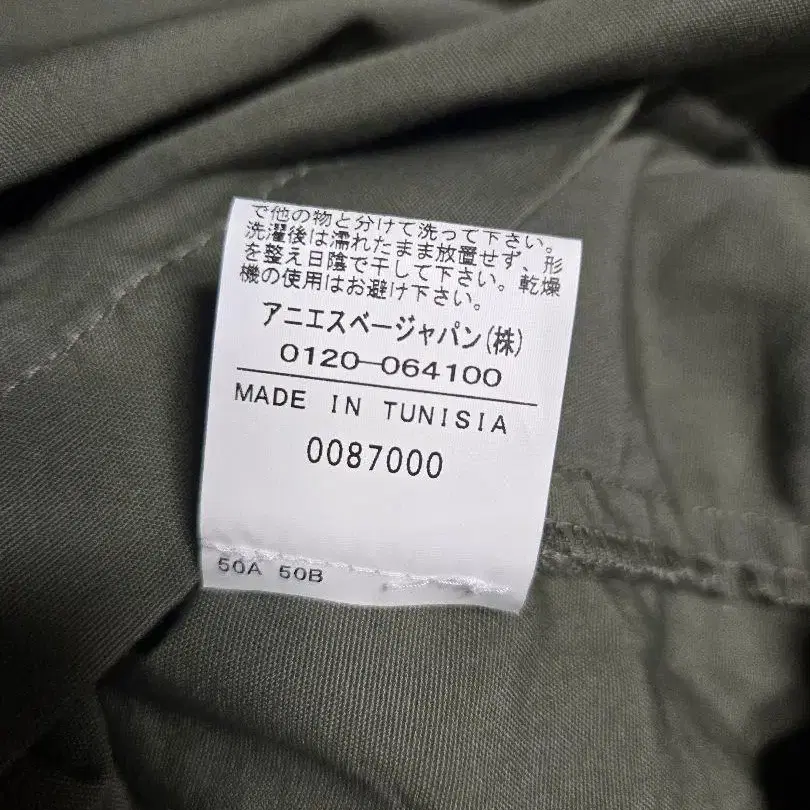 で他の物と分けて洗って下さい。
洗濯後は濡れたまま放置せず、形
を整え日陰で干して下さい。乾燥
機の使用はお避け下さい。
アニエスベージャパン(株)
0120-064100
MADE IN TUNISIA
0087000
50A 50B